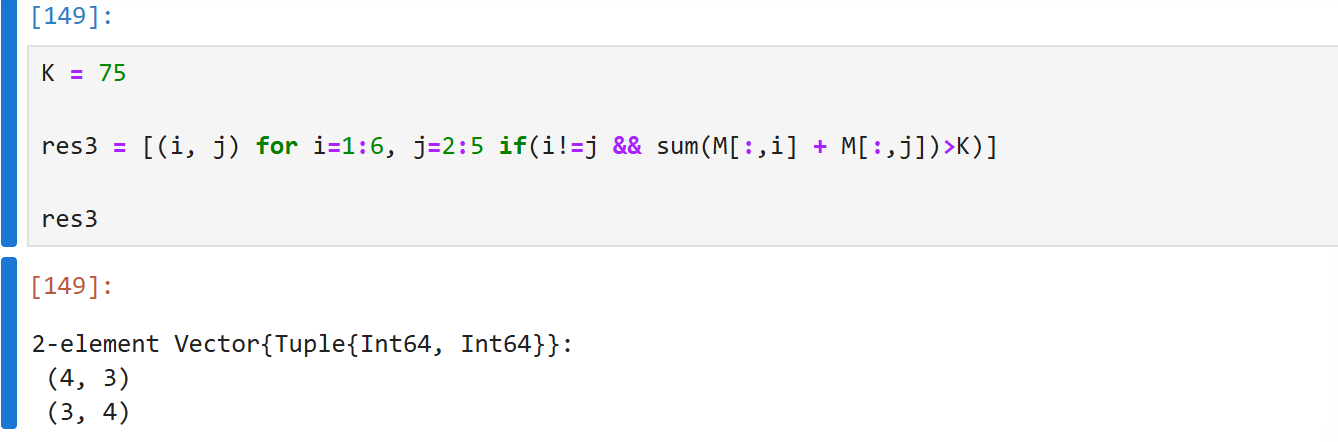 [149]:
K = 75
res3 = [(i, j) for i=1:6, j=2:5 if(i!=j && sum(M[:,i] + M[:,j])>K)]
res3
[149]:
2-element Vector{Tuple{Int64, Int64}}:
(4, 3)
(3, 4)